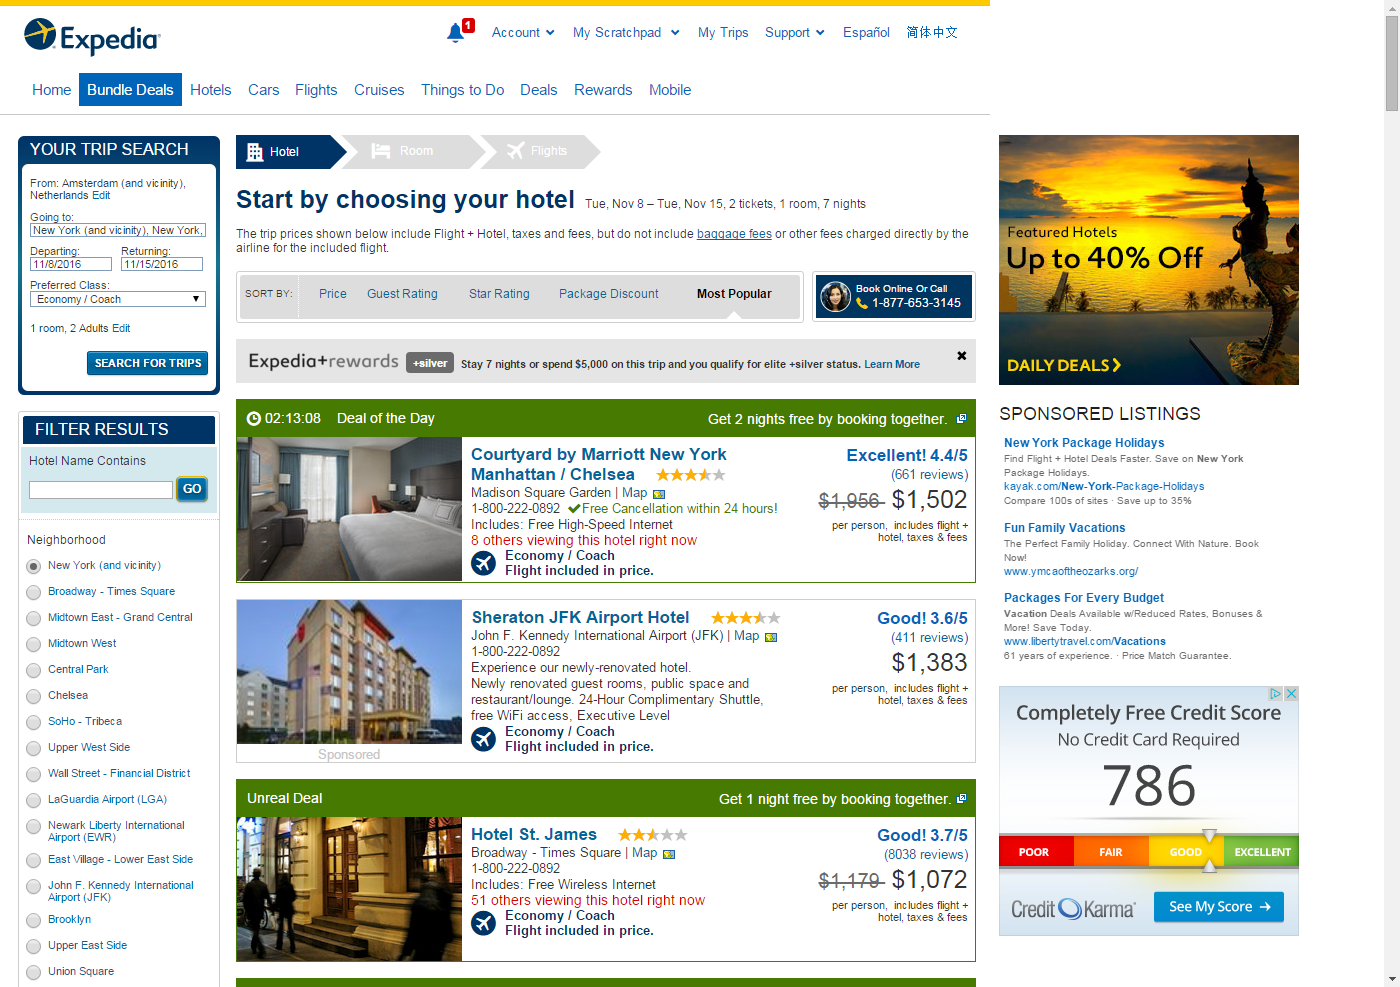 Expedia
1
Account
My Scratchpad
My Trips
Support
Español
简体中文
Home
Bundle Deals
Hotels
Cars
Flights
Cruises
Things to Do
Deals
Rewards
Mobile
YOUR TRIP SEARCH
From: Amsterdam (and vicinity),
Netherlands Edit
Going to:
New York (and vicinity), New York,
Departing: Returning:
11/8/2016 11/15/2016
Preferred Class:
Economy / Coach
1 room, 2 Adults Edit
SEARCH FOR TRIPS
FILTER RESULTS
Hotel Name Contains
GO
Neighborhood
New York (and vicinity)
Broadway - Times Square
Midtown East - Grand Central
Midtown West
Central Park
Chelsea
SoHo - Tribeca
Upper West Side
Wall Street - Financial District
LaGuardia Airport (LGA)
Newark Liberty International
Airport (EWR)
East Village - Lower East Side
John F. Kennedy International
Airport (JFK)
Brooklyn
Upper East Side
Union Square
Hotel
Room
Flights
Start by choosing your hotel Tue, Nov 8 – Tue, Nov 15, 2 tickets, 1 room, 7 nights
The trip prices shown below include Flight + Hotel, taxes and fees, but do not include baggage fees or other fees charged directly by the
airline for the included flight.
SORT BY: Price Guest Rating Star Rating Package Discount Most Popular
Book Online Or Call
1-877-653-3145
Expedia+rewards +silver Stay 7 nights or spend $5,000 on this trip and you qualify for elite +silver status. Learn More
02:13:08 Deal of the Day Get 2 nights free by booking together.
Courtyard by Marriott New York
Manhattan / Chelsea
Madison Square Garden | Map
1-800-222-0892 Free Cancellation within 24 hours!
Includes: Free High-Speed Internet
8 others viewing this hotel right now
Economy / Coach
Flight included in price.
Excellent! 4.4/5
(661 reviews)
$1,956 $1,502
per person, includes flight +
hotel, taxes & fees
Sheraton JFK Airport Hotel
John F. Kennedy International Airport (JFK) | Map
1-800-222-0892
Experience our newly-renovated hotel.
Newly renovated guest rooms, public space and
restaurant/lounge. 24-Hour Complimentary Shuttle,
free WiFi access, Executive Level
Economy / Coach
Flight included in price.
Sponsored
Good! 3.6/5
(411 reviews)
$1,383
per person, includes flight +
hotel, taxes & fees
Unreal Deal Get 1 night free by booking together.
Hotel St. James
Broadway - Times Square | Map
1-800-222-0892
Includes: Free Wireless Internet
51 others viewing this hotel right now
Economy / Coach
Flight included in price.
Good! 3.7/5
(8038 reviews)
$1,179 $1,072
per person, includes flight +
hotel, taxes & fees
Featured Hotels
Up to 40% Off
DAILY DEALS
SPONSORED LISTINGS
New York Package Holidays
Find Flight + Hotel Deals Faster. Save on New York
Package Holidays.
kayak.com/New-York-Package-Holidays
Compare 100s of sites · Save up to 35%
Fun Family Vacations
The Perfect Family Holiday. Connect With Nature. Book
Now!
www.ymcaoftheozarks.org/
Packages For Every Budget
Vacation Deals Available w/Reduced Rates, Bonuses &
More! Save Today.
www.libertytravel.com/Vacations
61 years of experience. · Price Match Guarantee.
Completely Free Credit Score
No Credit Card Required
786
POOR FAIR GOOD EXCELLENT
Credit Karma
See My Score